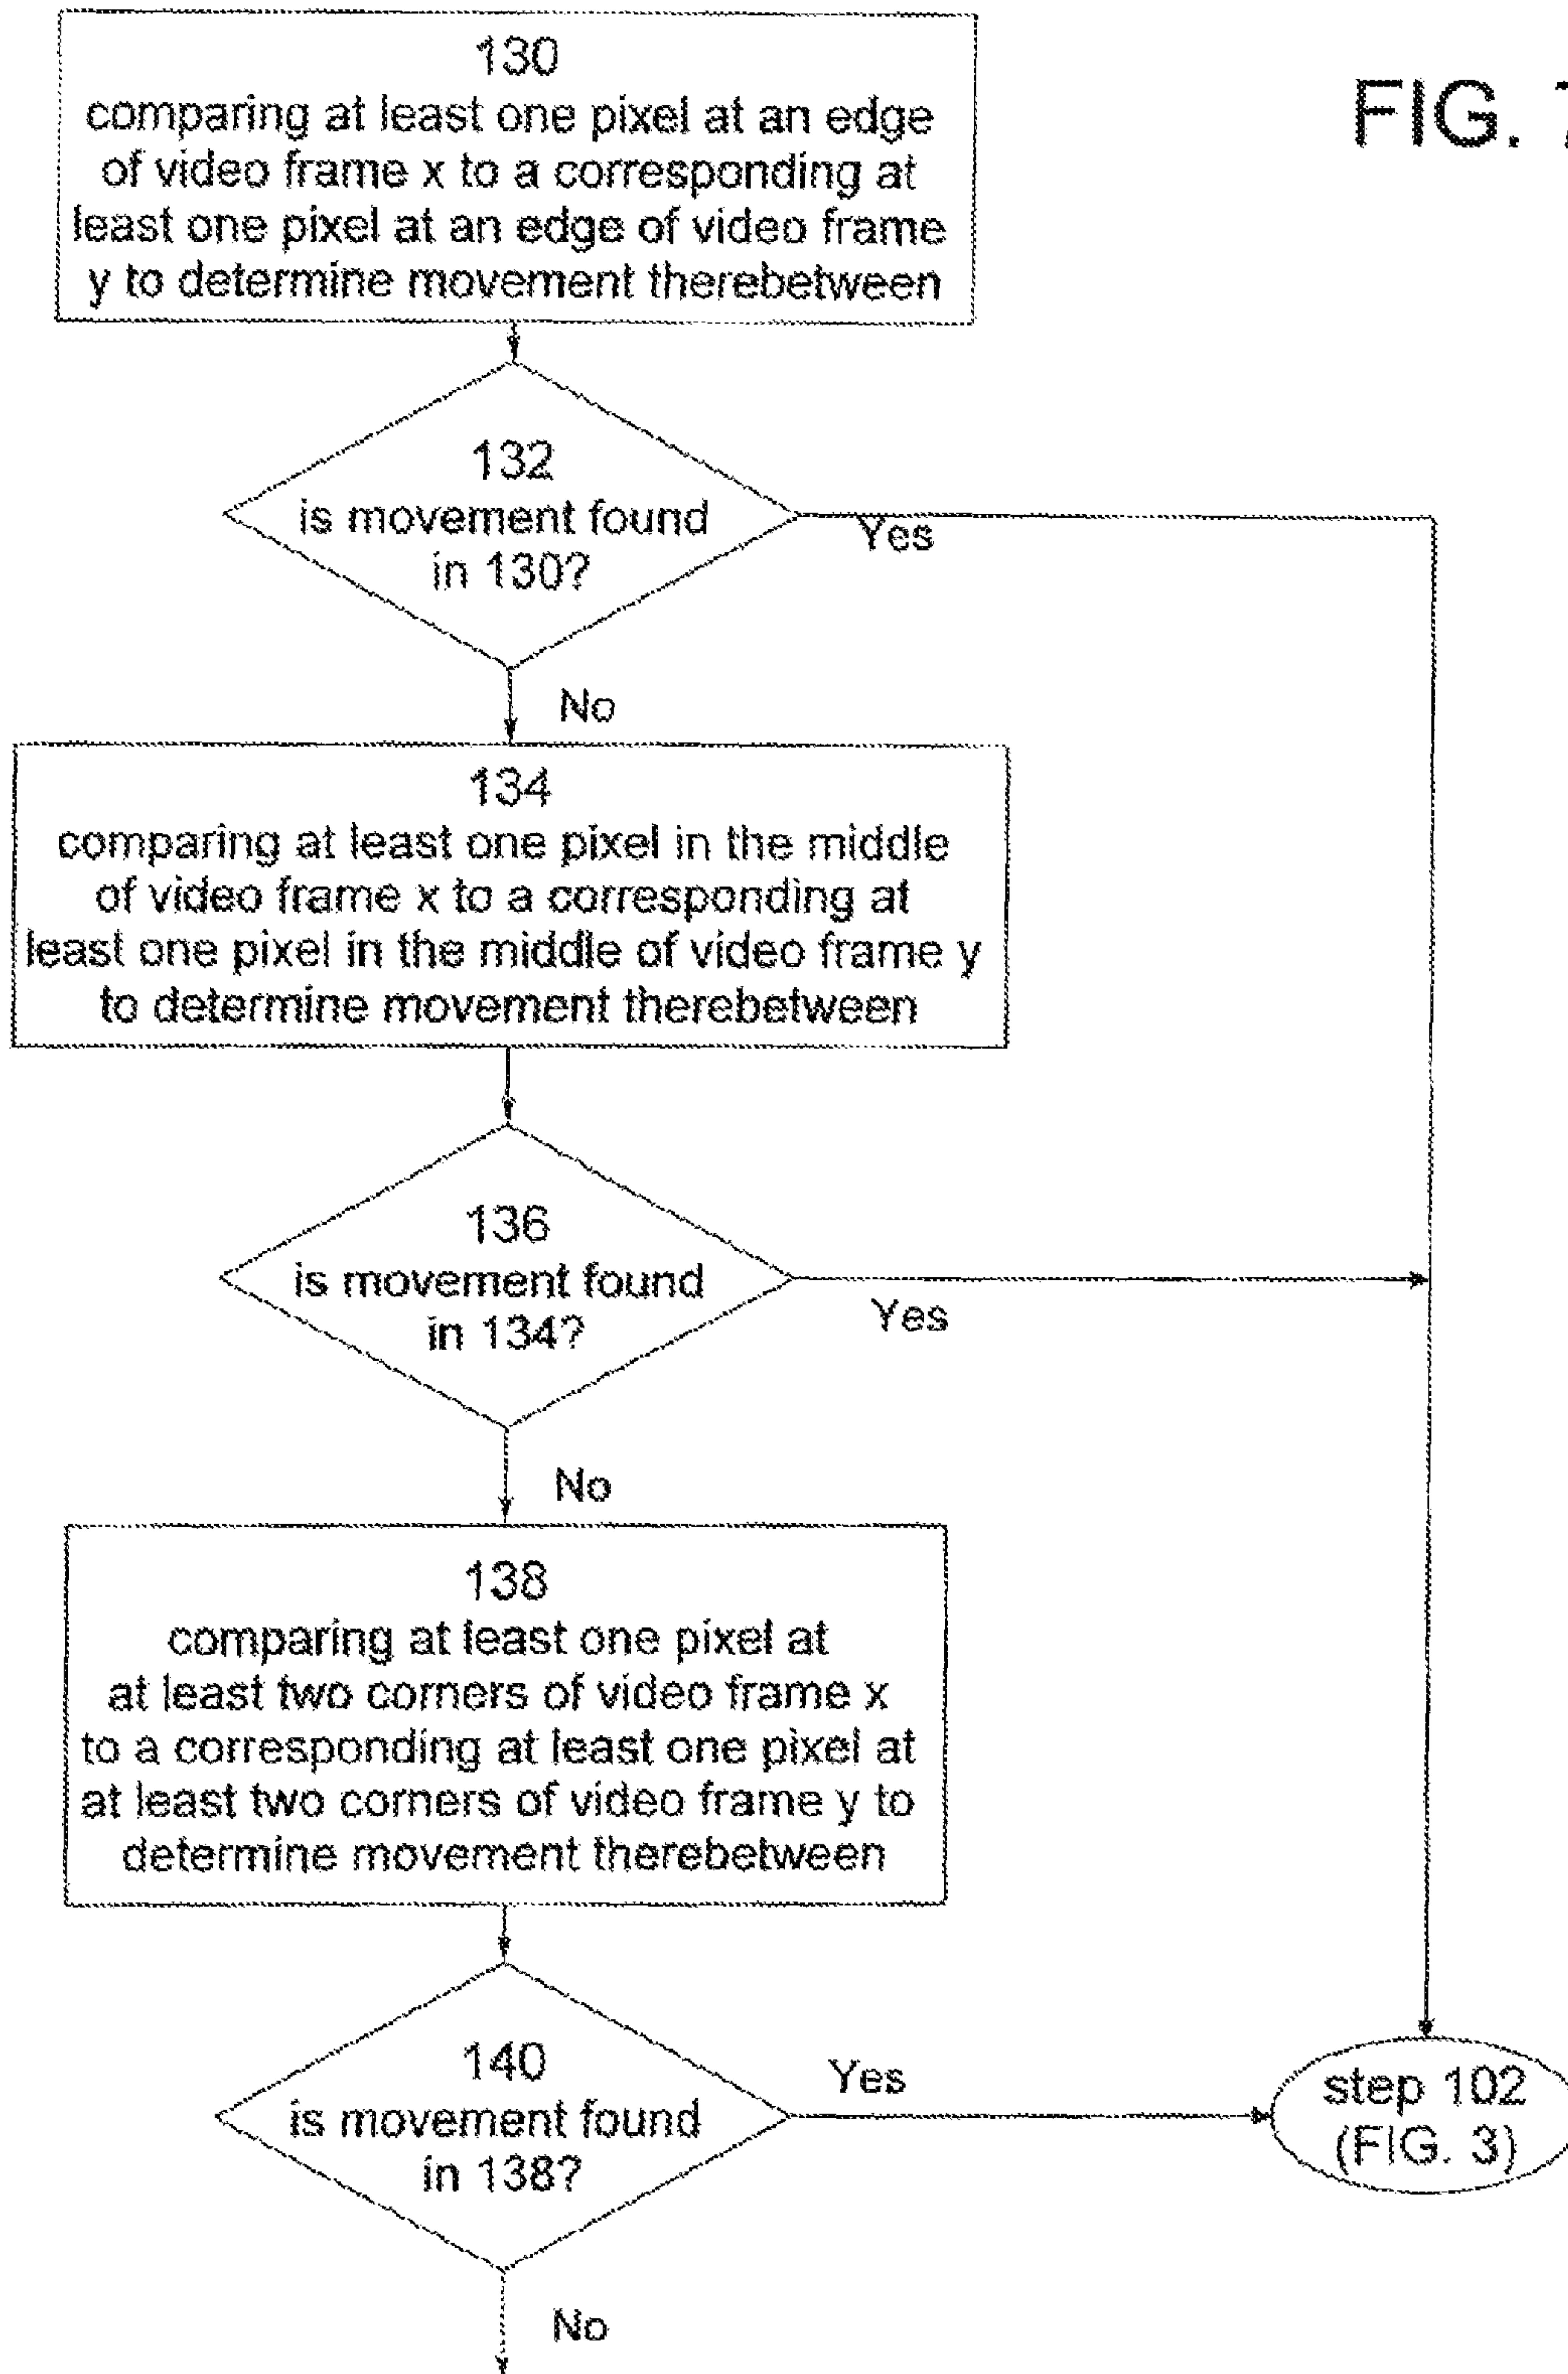 130
comparing at least one pixel at an edge
of video frame x to a corresponding at
least one pixel at an edge of video frame
y to determine movement therebetween
FIG. 7
132
is movement found
in 130?
Yes
No
134
comparing at least one pixel in the middle
of video frame x to a corresponding at
least one pixel in the middle of video frame y
to determine movement therebetween
136
is movement found
in 134?
Yes
No
138
comparing at least one pixel at
at least two corners of video frame x
to a corresponding at least one pixel at
at least two corners of video frame y to
determine movement therebetween
140
is movement found
in 138?
Yes
step 102
(FIG. 3)
No